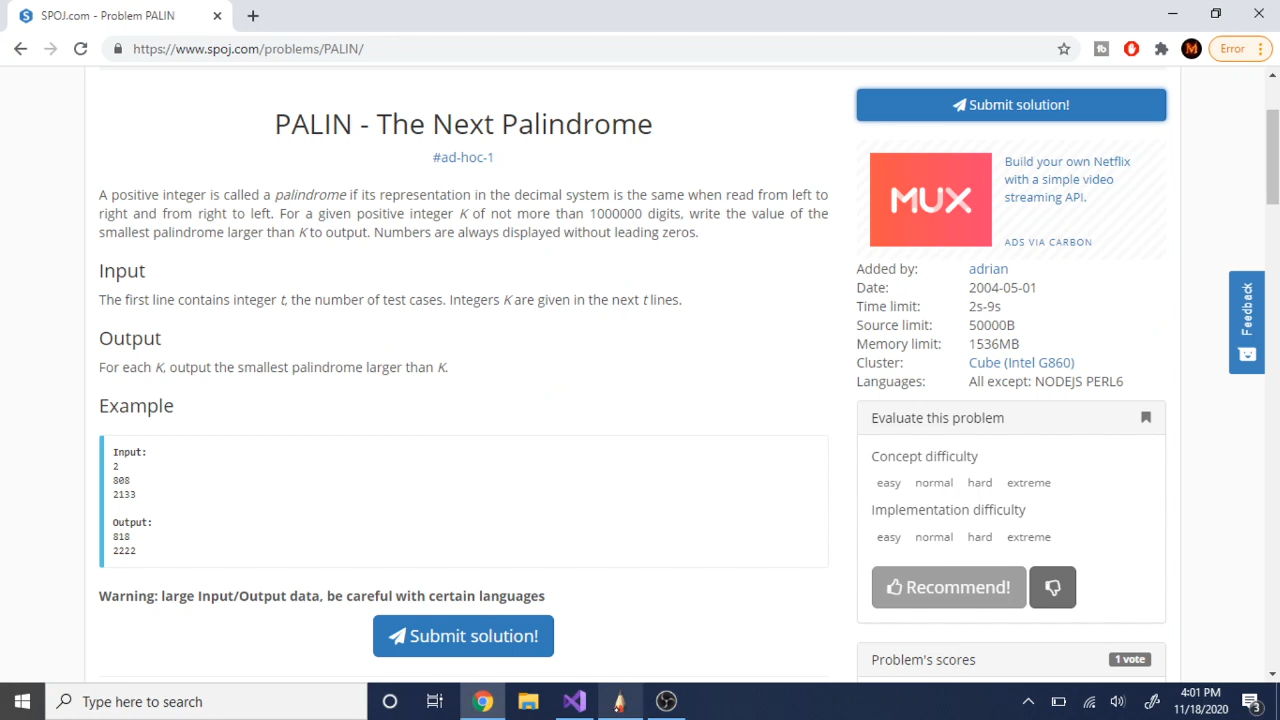 SPOJ.com - Problem PALIN
https://www.spoj.com/problems/PALIN/
Error
Submit solution!
PALIN - The Next Palindrome
#ad-hoc-1
A positive integer is called a palindrome if its representation in the decimal system is the same when read from left to
right and from right to left. For a given positive integer K of not more than 1000000 digits, write the value of the
smallest palindrome larger than K to output. Numbers are always displayed without leading zeros.
Input
The first line contains integer t, the number of test cases. Integers K are given in the next t lines.
Output
For each K, output the smallest palindrome larger than K.
Example
Input:
2
808
2133
Output:
818
2222
Warning: large Input/Output data, be careful with certain languages
Submit solution!
MUX
Build your own Netflix
with a simple video
streaming API.
ADS VIA CARBON
Added by: adrian
Date: 2004-05-01
Time limit: 2s-9s
Source limit: 50000B
Memory limit: 1536MB
Cluster: Cube (Intel G860)
Languages: All except: NODEJS PERL6
Evaluate this problem
Concept difficulty
easy normal hard extreme
Implementation difficulty
easy normal hard extreme
Recommend!
Problem's scores 1 vote
Feedback
Type here to search
4:01 PM
11/18/2020
3